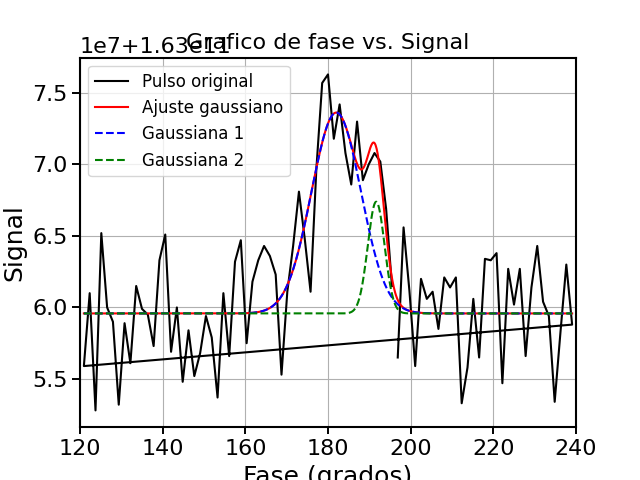 1e7+1.63e11
Grafico de fase vs. Signal
Pulso original
Ajuste gaussiano
Gaussiana 1
Gaussiana 2
Signal
7.5
7.0
6.5
6.0
5.5
120 140 160 180 200 220 240
Fase (grados)